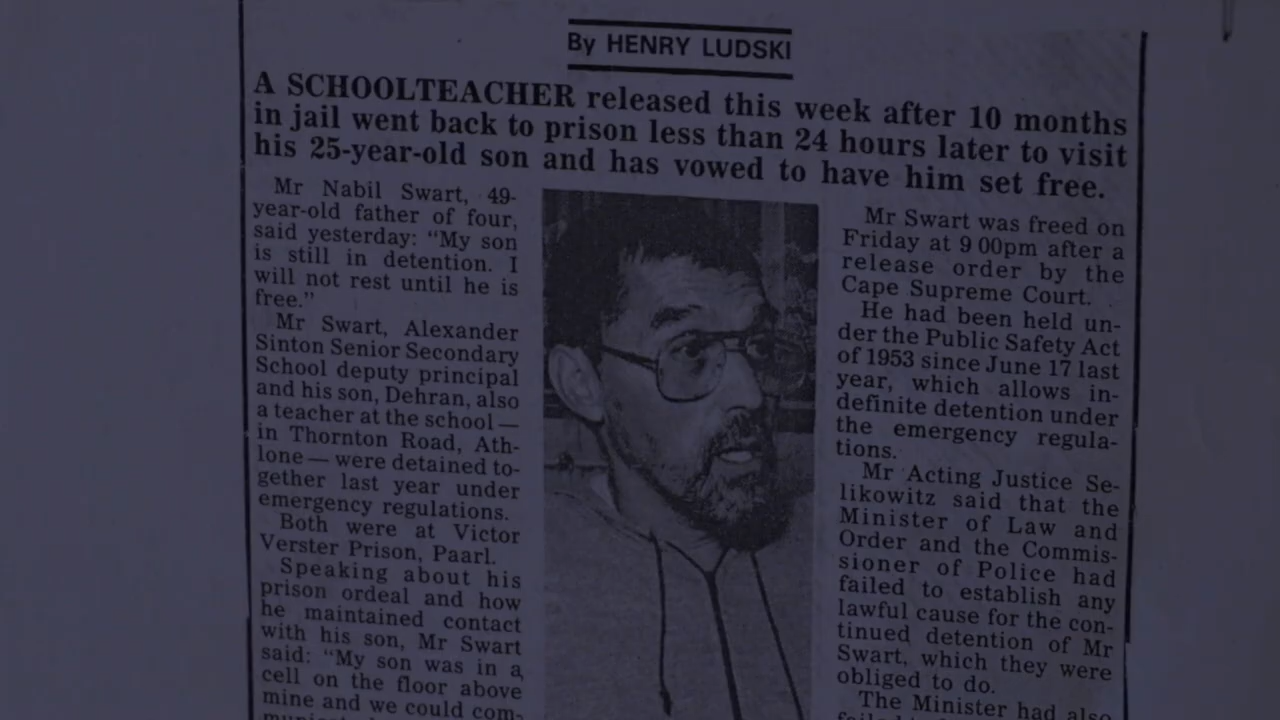 By HENRY LUDSKI
A SCHOOLTEACHER released this week after 10 months
in jail went back to prison less than 24 hours later to visit
his 25-year-old son and has vowed to have him set free.
Mr Nabil Swart, 49-
year-old father of four,
said yesterday: “My son
is still in detention. I
will not rest until he is
free.”
Mr Swart, Alexander
Sinton Senior Secondary
School deputy principal
and his son, Dehran, also
a teacher at the school —
in Thornton Road, Ath-
lone — were detained to-
gether last year under
emergency regulations.
Both were at Victor
Verster Prison, Paarl.
Speaking about his
prison ordeal and how
he maintained contact
with his son, Mr Swart
said: “My son was in a
cell on the floor above
mine and we could com-
Mr Swart was freed on
Friday at 9 00pm after a
release order by the
Cape Supreme Court.
He had been held un-
der the Public Safety Act
of 1953 since June 17 last
year, which allows in-
definite detention under
the emergency regula-
tions.
Mr Acting Justice Se-
likowitz said that the
Minister of Law and
Order and the Commis-
sioner of Police had
failed to establish any
lawful cause for the con-
tinued detention of Mr
Swart, which they were
obliged to do.
The Minister had also